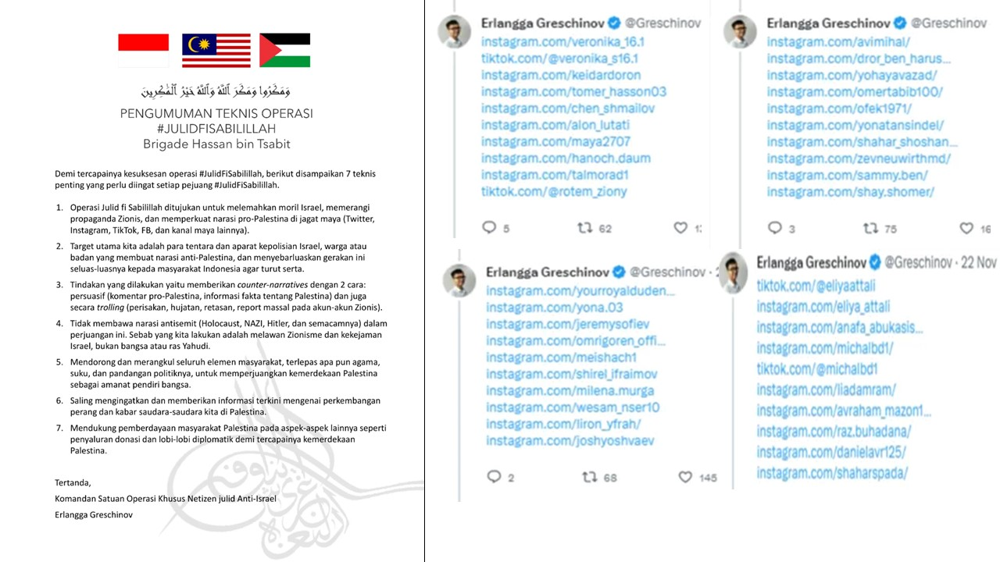 وَمَكَرُوا وَمَكَرَ ٱللَّهُ وَٱللَّهُ خَيْرُ ٱلْمَٰكِرِينَ
PENGUMUMAN TEKNIS OPERASI
#JULIDFISABILILLAH
Brigade Hassan bin Tsabit
Demi tercapainya kesuksesan operasi #JulidFiSabilillah, berikut disampaikan 7 teknis
penting yang perlu diingat setiap pejuang #JulidFiSabilillah.
1. Operasi Julid fi Sabilillah ditujukan untuk melemahkan moril Israel, memerangi
propaganda Zionis, dan memperkuat narasi pro-Palestina di jagat maya (Twitter,
Instagram, TikTok, FB, dan kanal maya lainnya).
2. Target utama kita adalah para tentara dan aparat kepolisian Israel, warga atau
badan yang membuat narasi anti-Palestina, dan menyebarluaskan gerakan ini
seluas-luasnya kepada masyarakat Indonesia agar turut serta.
3. Tindakan yang dilakukan yaitu memberikan counter-narratives dengan 2 cara:
persuasif (komentar pro-Palestina, informasi fakta tentang Palestina) dan juga
secara trolling (perisakan, hujatan, retasan, report massal pada akun-akun Zionis).
4. Tidak membawa narasi antisemit (Holocaust, NAZI, Hitler, dan semacamnya) dalam
perjuangan ini. Sebab yang kita lakukan adalah melawan Zionisme dan kekejaman
Israel, bukan bangsa atau ras Yahudi.
5. Mendorong dan merangkul seluruh elemen masyarakat, terlepas apa pun agama,
suku, dan pandangan politiknya, untuk memperjuangkan kemerdekaan Palestina
sebagai amanat pendiri bangsa.
6. Saling mengingatkan dan memberikan informasi terkini mengenai perkembangan
perang dan kabar saudara-saudara kita di Palestina.
7. Mendukung pemberdayaan masyarakat Palestina pada aspek-aspek lainnya seperti
penyaluran donasi dan lobi-lobi diplomatik demi tercapainya kemerdekaan
Palestina.
Tertanda,
Komandan Satuan Operasi Khusus Netizen julid Anti-Israel
Erlangga Greschinov
Erlangga Greschinov @Greschinov
instagram.com/veronika_16.1
tiktok.com/@veronika_s16.1
instagram.com/keidardoron
instagram.com/tomer_hasson03
instagram.com/chen_shmailov
instagram.com/alon_lutati
instagram.com/maya2707
instagram.com/hanoch.daum
instagram.com/talmorad1
tiktok.com/@rotem_ziony
5 62
Erlangga Greschinov @Greschinov
instagram.com/avimihal/
instagram.com/dror_ben_harus...
instagram.com/yohayavazad/
instagram.com/omertabib100/
instagram.com/ofek1971/
instagram.com/yonatansindel/
instagram.com/shahar_shoshan...
instagram.com/zevneuwirthmd/
instagram.com/sammy.ben/
instagram.com/shay.shomer/
3 75 16
Erlangga Greschinov @Greschinov ·
instagram.com/yourroyalduden...
instagram.com/yona.03
instagram.com/jeremysofiev
instagram.com/omrigoren_offi...
instagram.com/meishach1
instagram.com/shirel_ifraimov
instagram.com/milena.murga
instagram.com/wesam_nser10
instagram.com/liron_yfrah/
instagram.com/joshyoshvaev
2 68 145
Erlangga Greschinov @Greschinov · 22 Nov
tiktok.com/@eliyaattali
instagram.com/eliya_attali
instagram.com/anafa_abukasis...
instagram.com/michalbd1/
tiktok.com/@michalbd1
instagram.com/liadamram/
instagram.com/avraham_mazon1...
instagram.com/raz.buhadana/
instagram.com/danielavr125/
instagram.com/shaharspada/